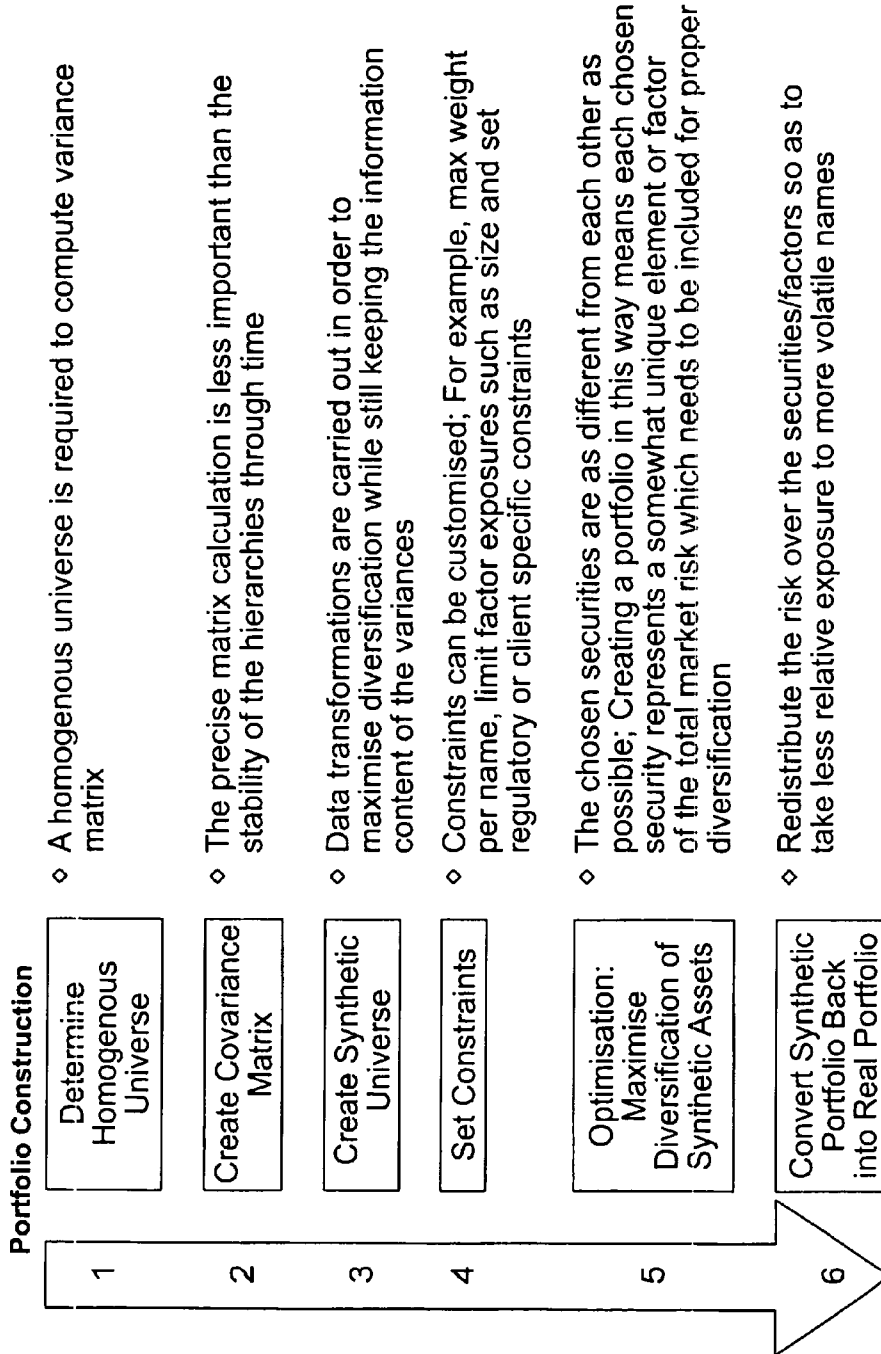 Portfolio Construction
1
Determine
Homogenous
Universe
◇ A homogenous universe is required to compute variance
matrix
2
Create Covariance
Matrix
◇ The precise matrix calculation is less important than the
stability of the hierarchies through time
3
Create Synthetic
Universe
◇ Data transformations are carried out in order to
maximise diversification while still keeping the information
content of the variances
4
Set Constraints
◇ Constraints can be customised; For example, max weight
per name, limit factor exposures such as size and set
regulatory or client specific constraints
5
Optimisation:
Maximise
Diversification of
Synthetic Assets
◇ The chosen securities are as different from each other as
possible; Creating a portfolio in this way means each chosen
security represents a somewhat unique element or factor
of the total market risk which needs to be included for proper
diversification
6
Convert Synthetic
Portfolio Back
into Real Portfolio
◇ Redistribute the risk over the securities/factors so as to
take less relative exposure to more volatile names